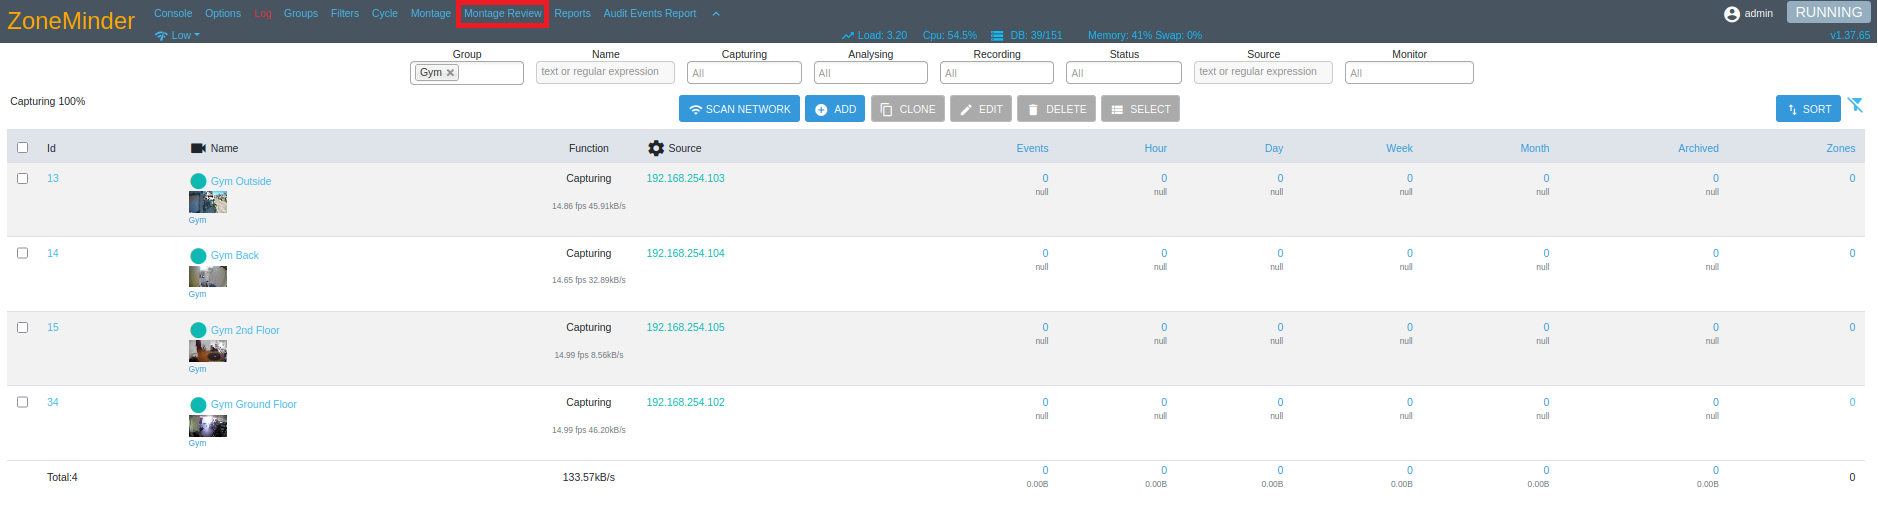 ZoneMinder
Console Options Log Groups Filters Cycle Montage Montage Review Reports Audit Events Report
admin RUNNING
Low Load: 3.20 Cpu: 54.5% DB: 39/151 Memory: 41% Swap: 0% v1.37.65
Group Name Capturing Analysing Recording Status Source Monitor
Gym text or regular expression All All All All text or regular expression All
Capturing 100%
SCAN NETWORK ADD CLONE EDIT DELETE SELECT SORT
Id Name Function Source Events Hour Day Week Month Archived Zones
13 Gym Outside Capturing 192.168.254.103 0 0 0 0 0 0 0
null null null null null null
14.86 fps 45.91kB/s
Gym
14 Gym Back Capturing 192.168.254.104 0 0 0 0 0 0 0
null null null null null null
14.65 fps 32.89kB/s
Gym
15 Gym 2nd Floor Capturing 192.168.254.105 0 0 0 0 0 0 0
null null null null null null
14.99 fps 8.56kB/s
Gym
34 Gym Ground Floor Capturing 192.168.254.102 0 0 0 0 0 0 0
null null null null null null
14.99 fps 46.20kB/s
Gym
Total:4 133.57kB/s 0 0 0 0 0 0 0
0.00B 0.00B 0.00B 0.00B 0.00B 0.00B